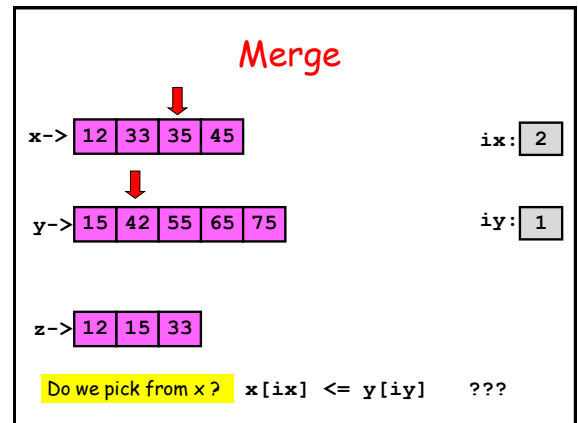 Merge
x-> 12 33 35 45 ix: 2
y-> 15 42 55 65 75 iy: 1
z-> 12 15 33
Do we pick from x ? x[ix] <= y[iy] ???